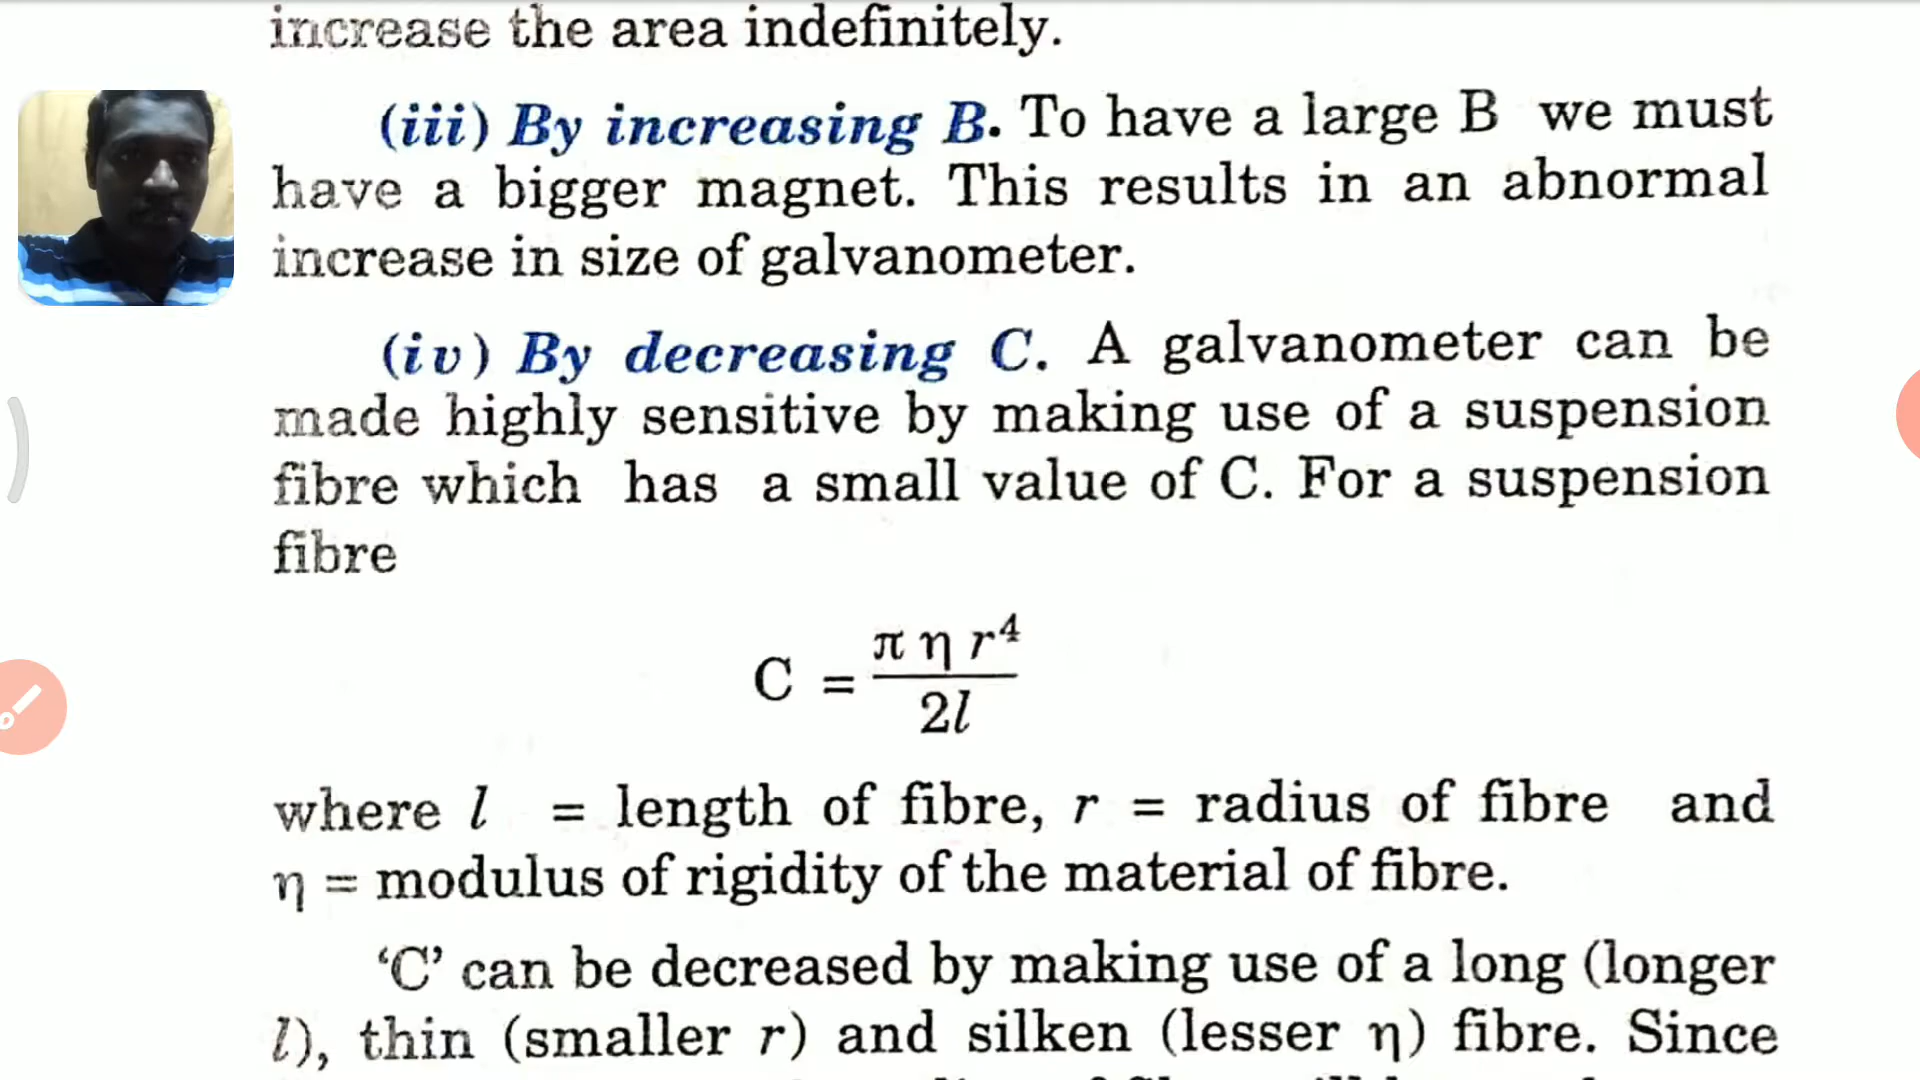 increase the area indefinitely.
(iii) By increasing B. To have a large B we must
have a bigger magnet. This results in an abnormal
increase in size of galvanometer.
(iv) By decreasing C. A galvanometer can be
made highly sensitive by making use of a suspension
fibre which has a small value of C. For a suspension
fibre
C = π η r⁴ / 2l
where l = length of fibre, r = radius of fibre and
η = modulus of rigidity of the material of fibre.
‘C’ can be decreased by making use of a long (longer
l), thin (smaller r) and silken (lesser η) fibre. Since